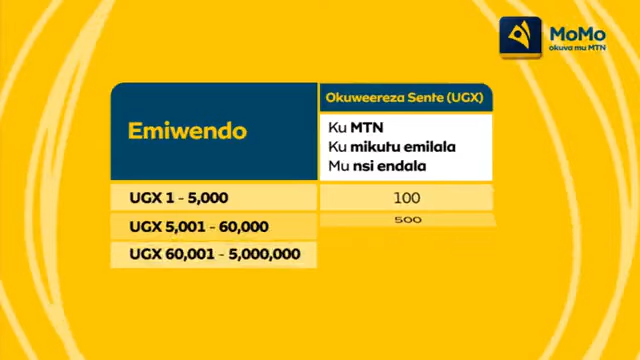 MoMo
okuva mu MTN
Emiwendo
Okuweereza Sente (UGX)
Ku MTN
Ku mikutu emilala
Mu nsi endala
UGX 1 - 5,000
100
UGX 5,001 - 60,000
500
UGX 60,001 - 5,000,000